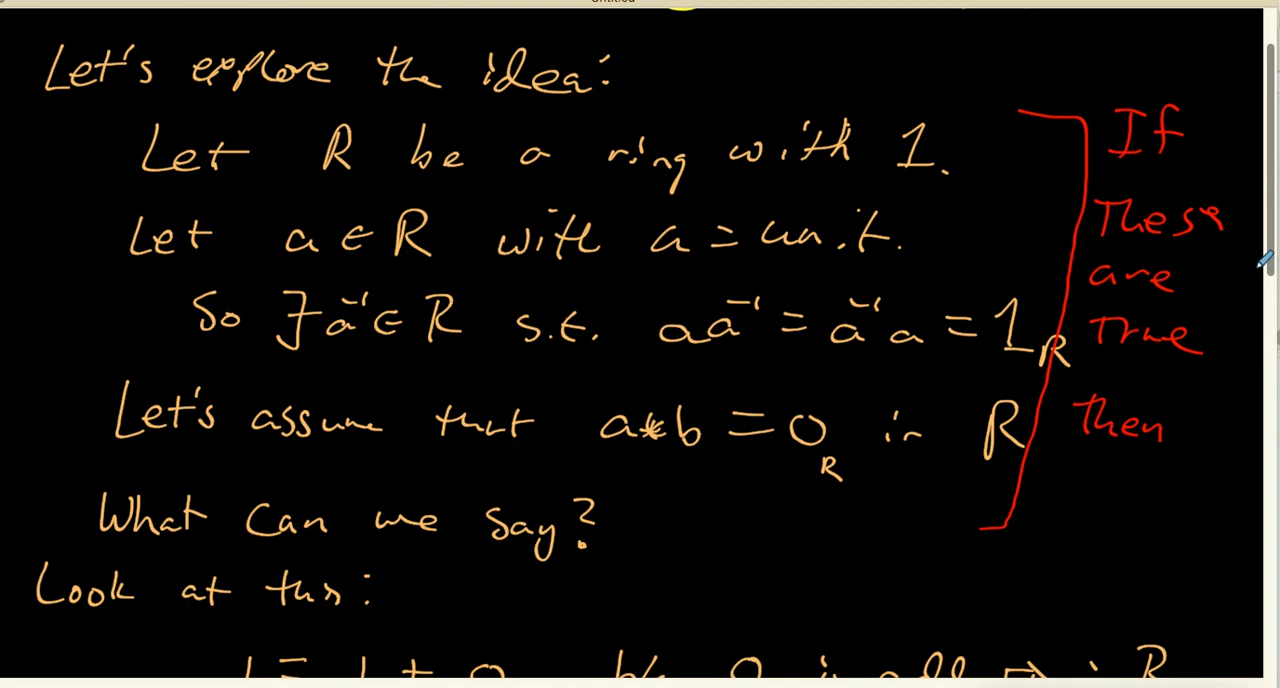 Let's explore the idea:
Let R be a ring with 1.
Let a ∈ R with a = unit.
So ∃ a⁻¹ ∈ R s.t. aa⁻¹ = a⁻¹a = 1_R
Let's assume that a*b = 0_R in R
What can we say?
Look at this:
If
These
are
True
then